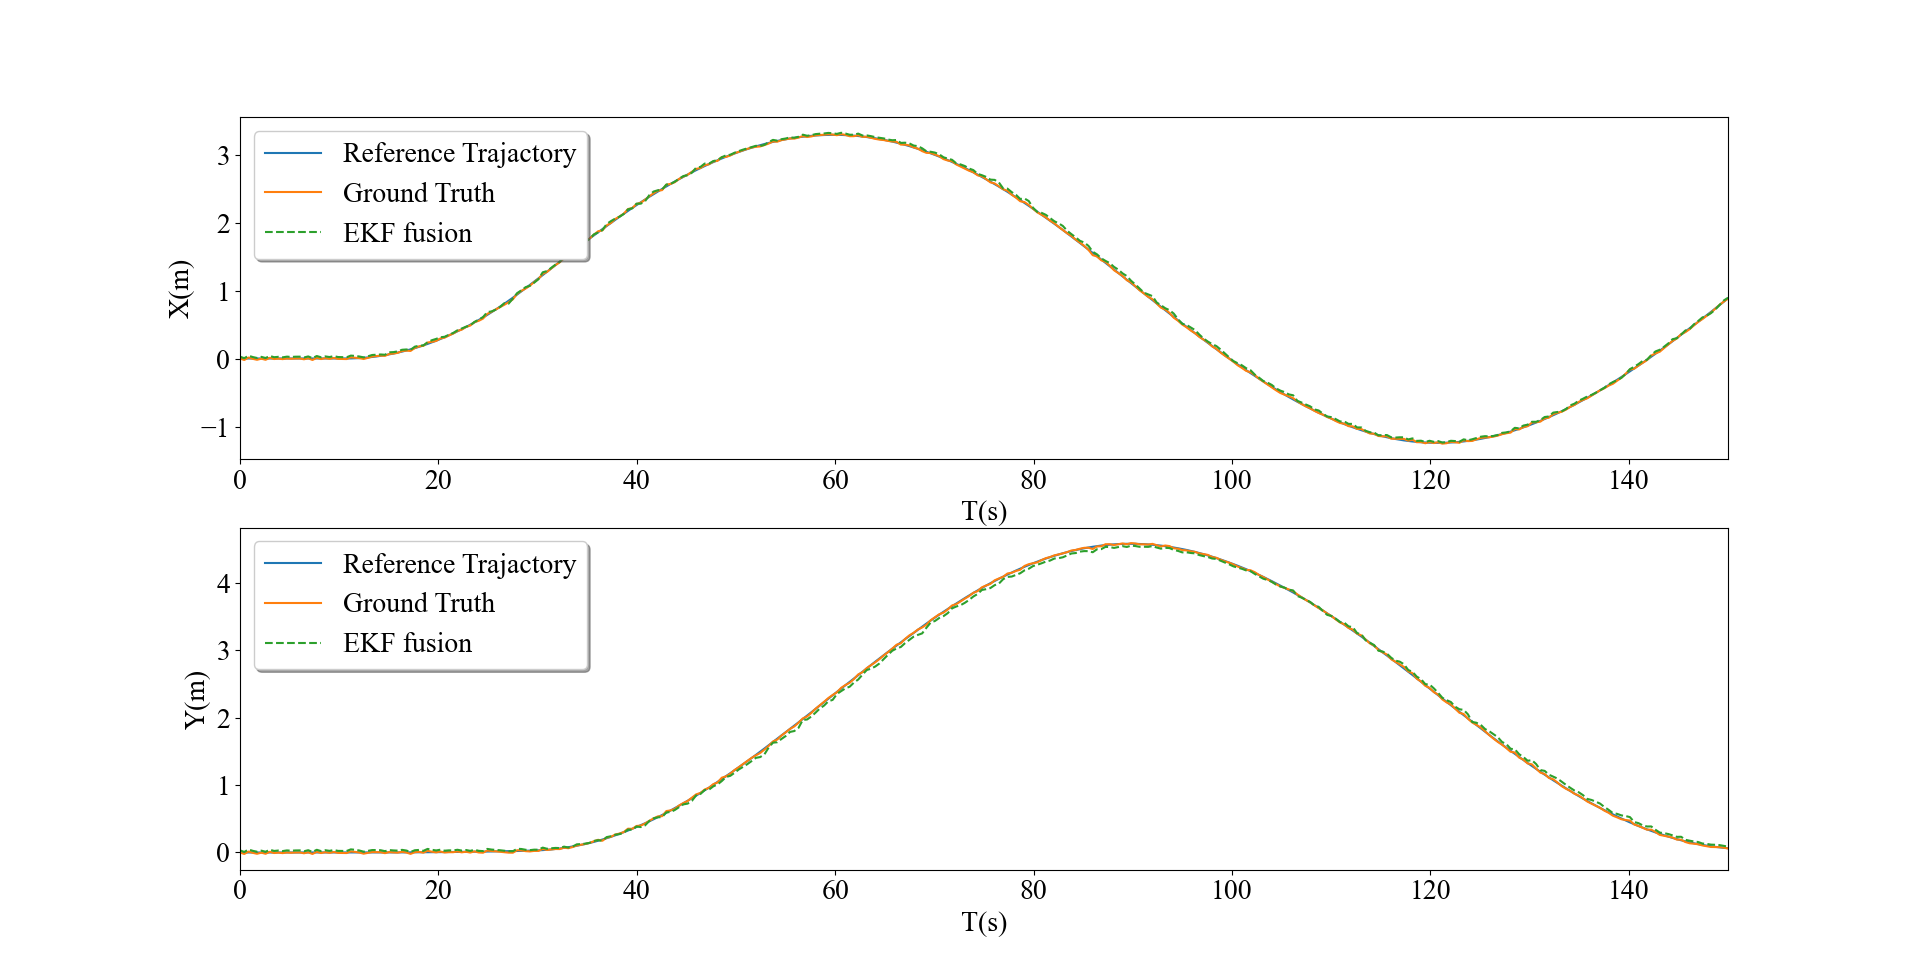 Reference Trajactory
Ground Truth
EKF fusion
X(m)
3
2
1
0
−1
0 20 40 60 80 100 120 140
T(s)
Reference Trajactory
Ground Truth
EKF fusion
Y(m)
4
3
2
1
0
0 20 40 60 80 100 120 140
T(s)